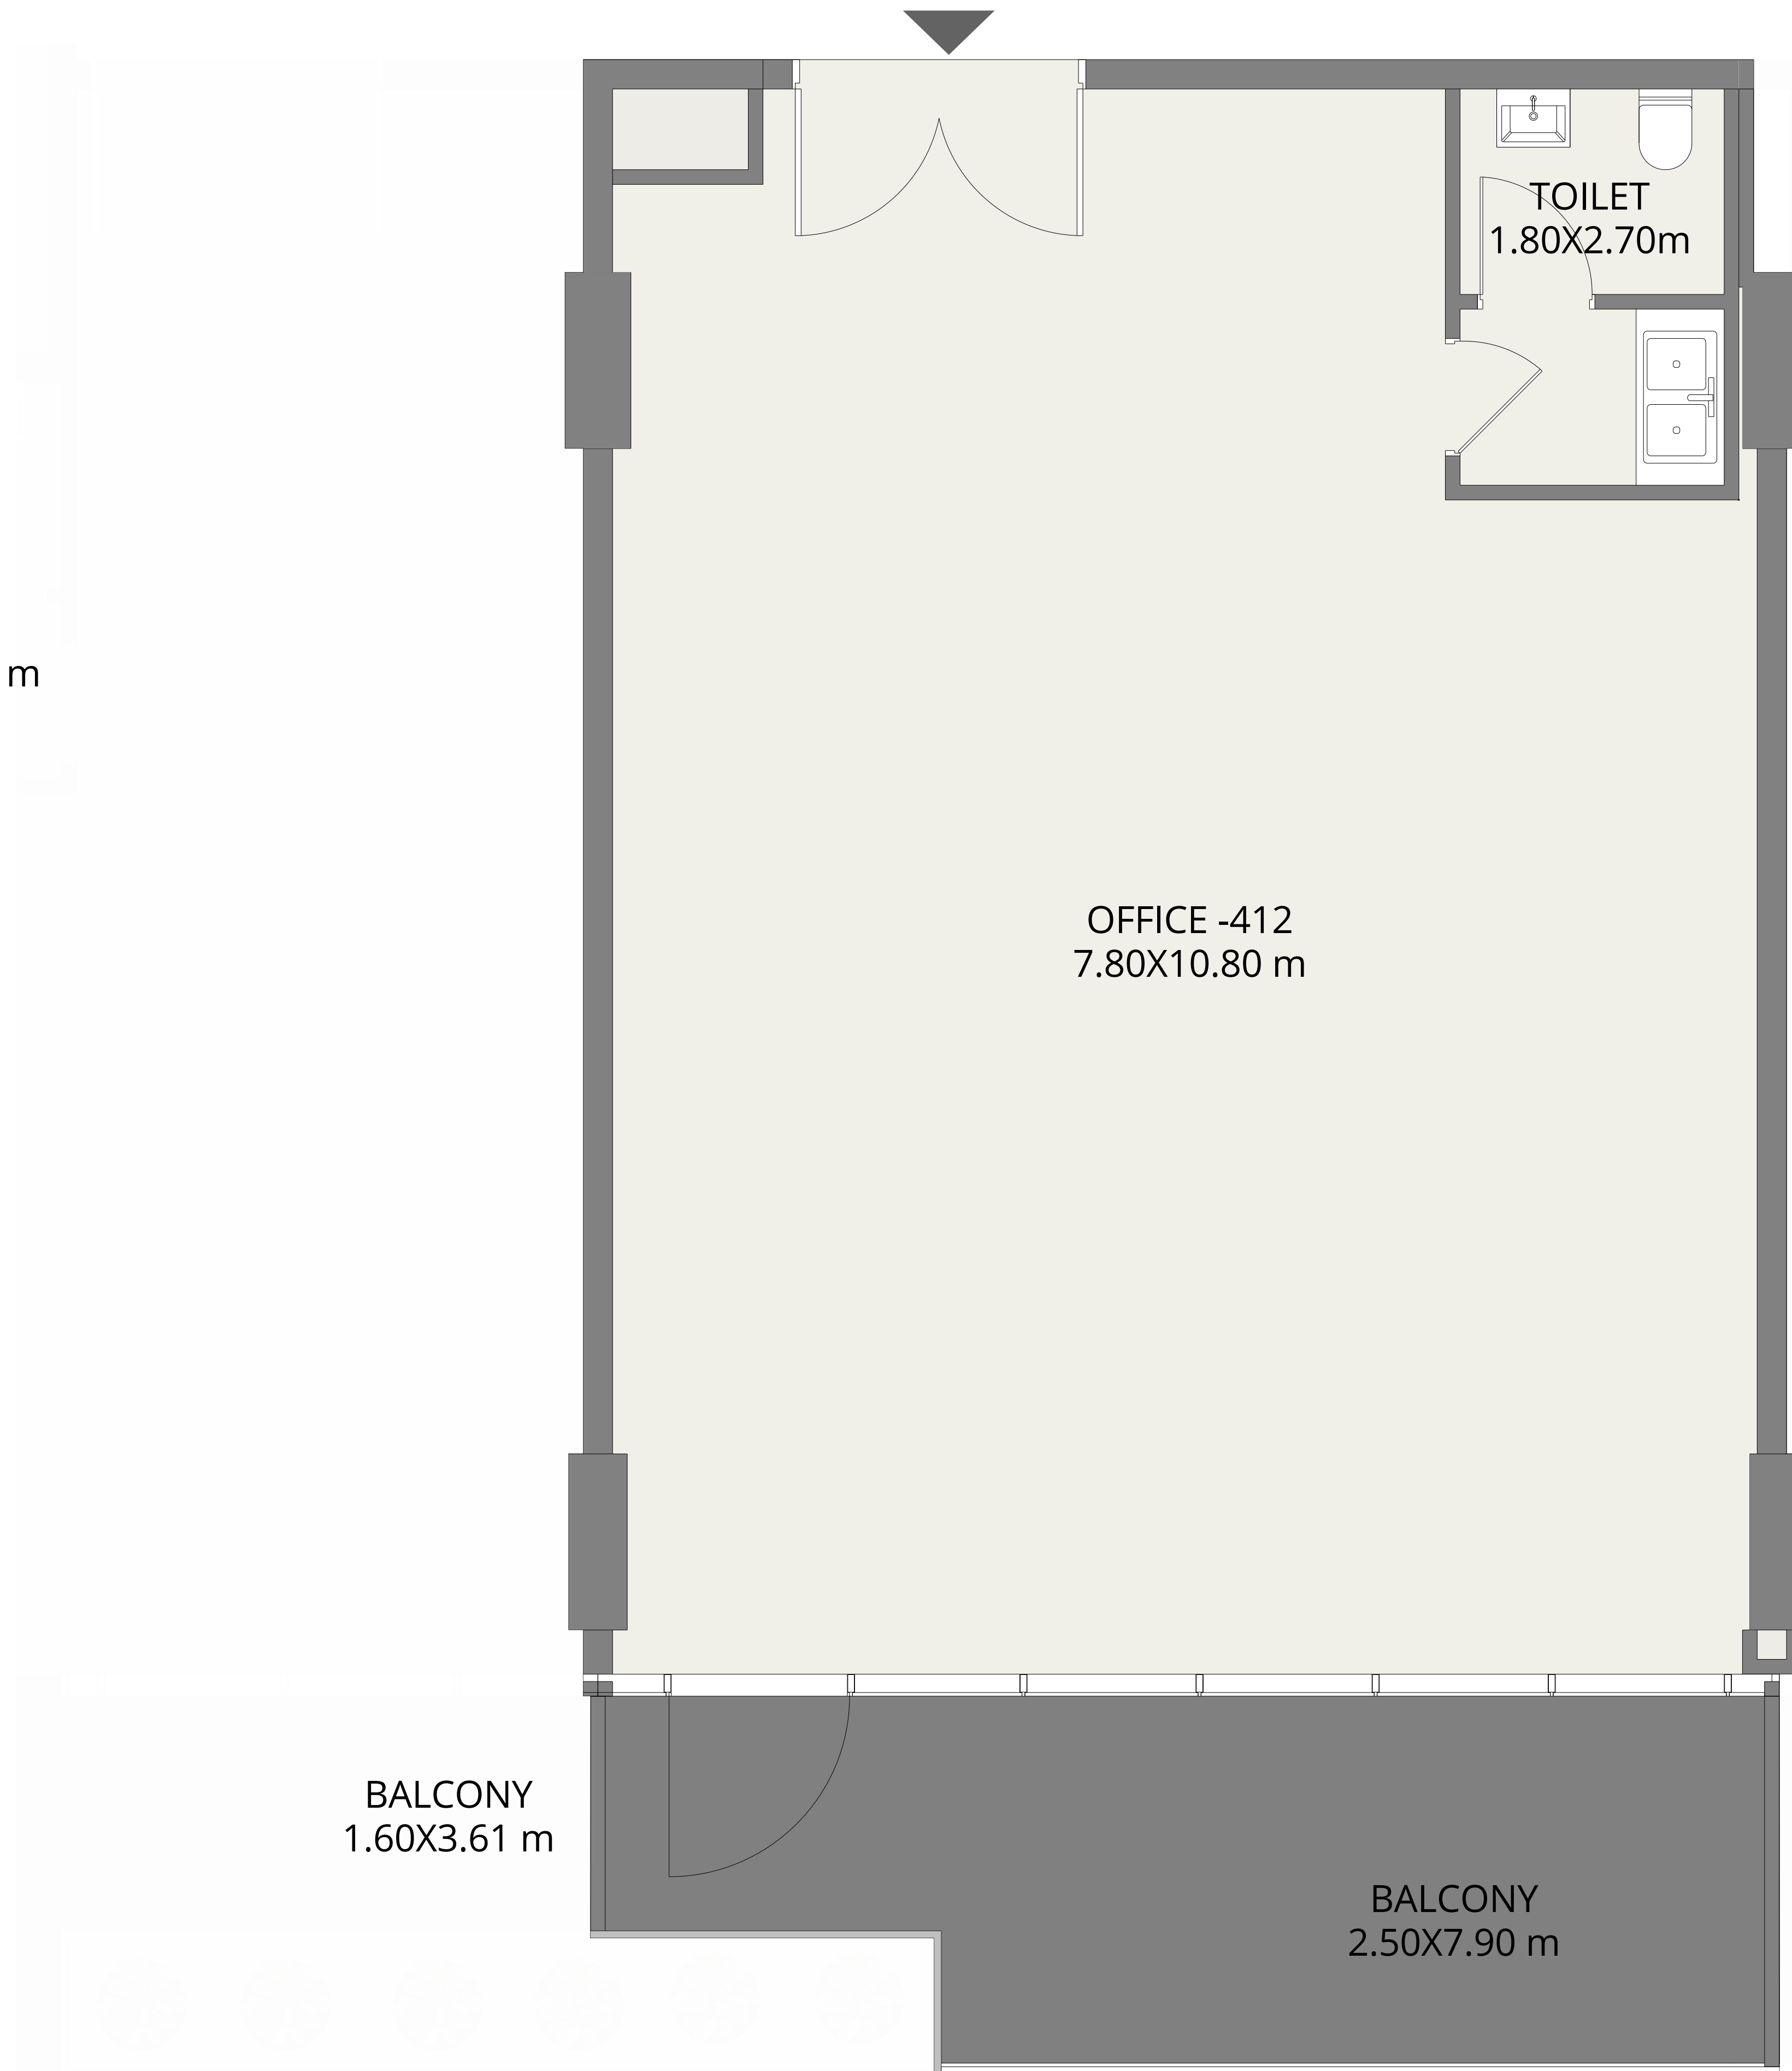 TOILET
1.80X2.70m
m
OFFICE -412
7.80X10.80 m
BALCONY
1.60X3.61 m
BALCONY
2.50X7.90 m